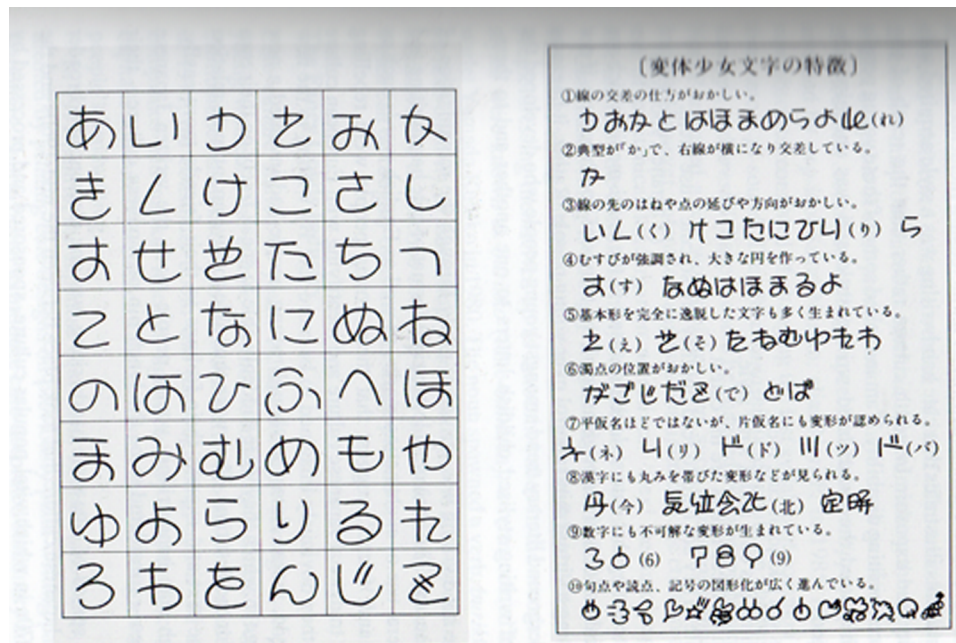 あいうえおか
きくけこさし
すせそたちつ
てとなにぬね
のはひふへほ
まみむめもや
ゆよらりるれ
ろわをんじで
〔変体少女文字の特徴〕
①線の交差の仕方がおかしい。
うおなとはほまめらよ(れ)
②典型が「か」で、右線が横になり交差している。
か
③線の先のはねや点の延びや方向がおかしい。
いく(く) けこたにひり(り) ら
④むすびが強調され、大きな円を作っている。
す(す) なぬはほまるよ
⑤基本形を完全に逸脱した文字も多く生まれている。
え(え) そ(そ) たねむゆもわ
⑥濁点の位置がおかしい。
がごじだで(で) どば
⑦平仮名ほどではないが、片仮名にも変形が認められる。
ネ(ネ) リ(リ) ド(ド) ツ(ツ) バ(バ)
⑧漢字にも丸みを帯びた変形などが見られる。
今(今) 気位会北(北) 定解
⑨数字にも不可解な変形が生まれている。
36(6) 789(9)
⑩句点や読点、記号の図形化が広く進んでいる。